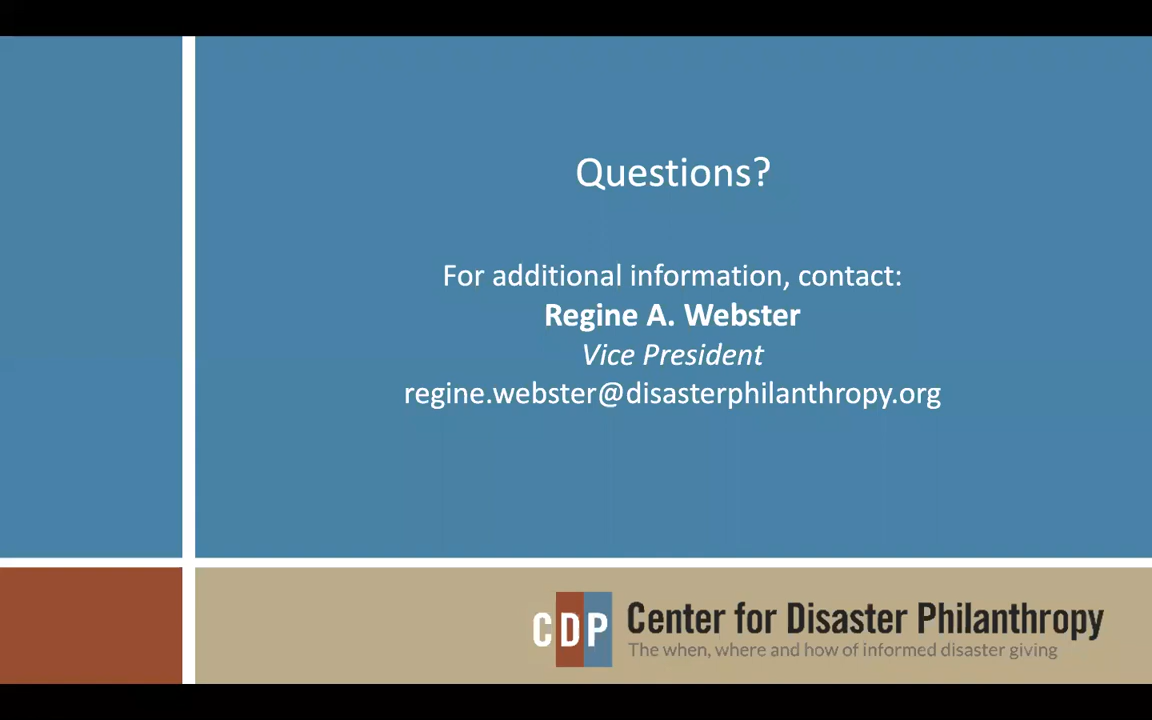 Questions?
For additional information, contact:
Regine A. Webster
Vice President
regine.webster@disasterphilanthropy.org
CDP Center for Disaster Philanthropy
The when, where and how of informed disaster giving